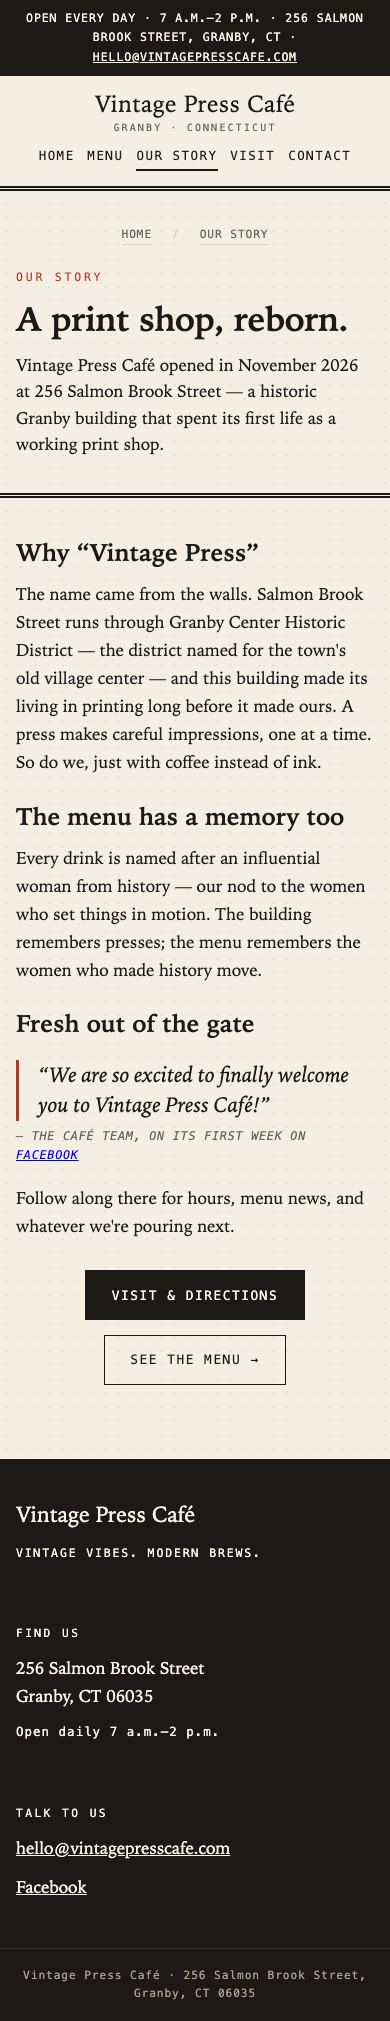 OPEN EVERY DAY · 7 A.M.–2 P.M. · 256 SALMON
BROOK STREET, GRANBY, CT ·
HELLO@VINTAGEPRESSCAFE.COM
Vintage Press Café
GRANBY · CONNECTICUT
HOME MENU OUR STORY VISIT CONTACT
HOME / OUR STORY
OUR STORY
A print shop, reborn.
Vintage Press Café opened in November 2026
at 256 Salmon Brook Street — a historic
Granby building that spent its first life as a
working print shop.
Why “Vintage Press”
The name came from the walls. Salmon Brook
Street runs through Granby Center Historic
District — the district named for the town's
old village center — and this building made its
living in printing long before it made ours. A
press makes careful impressions, one at a time.
So do we, just with coffee instead of ink.
The menu has a memory too
Every drink is named after an influential
woman from history — our nod to the women
who set things in motion. The building
remembers presses; the menu remembers the
women who made history move.
Fresh out of the gate
“We are so excited to finally welcome
you to Vintage Press Café!”
— THE CAFÉ TEAM, ON ITS FIRST WEEK ON
FACEBOOK
Follow along there for hours, menu news, and
whatever we're pouring next.
VISIT & DIRECTIONS
SEE THE MENU →
Vintage Press Café
VINTAGE VIBES. MODERN BREWS.
FIND US
256 Salmon Brook Street
Granby, CT 06035
Open daily 7 a.m.–2 p.m.
TALK TO US
hello@vintagepresscafe.com
Facebook
Vintage Press Café · 256 Salmon Brook Street,
Granby, CT 06035